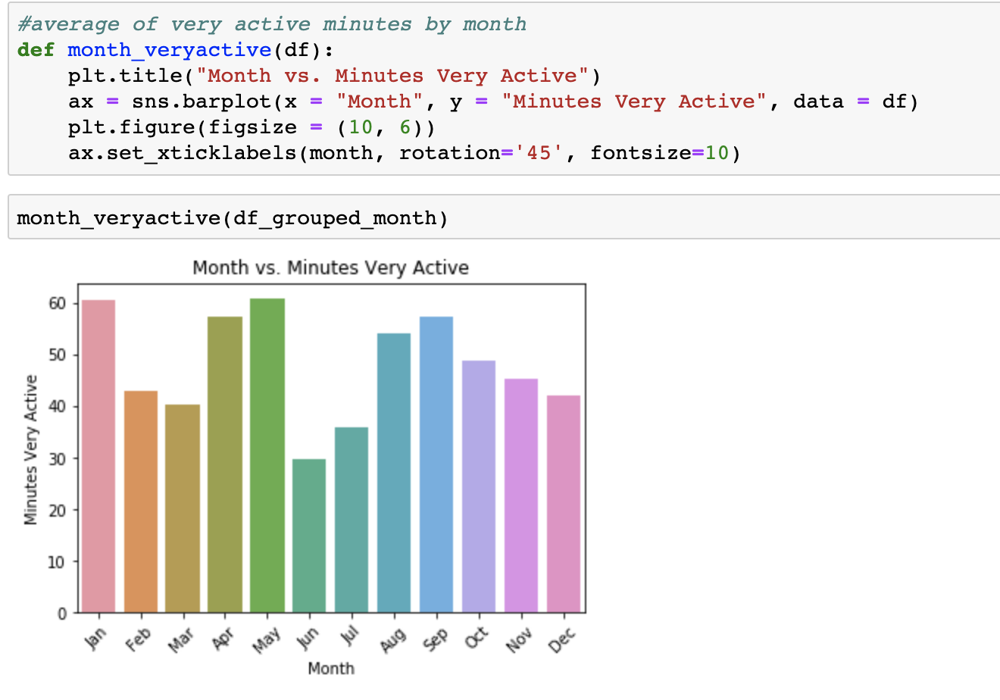 #average of very active minutes by month
def month_veryactive(df):
    plt.title("Month vs. Minutes Very Active")
    ax = sns.barplot(x = "Month", y = "Minutes Very Active", data = df)
    plt.figure(figsize = (10, 6))
    ax.set_xticklabels(month, rotation='45', fontsize=10)
month_veryactive(df_grouped_month)
Month vs. Minutes Very Active
60
50
40
30
20
10
0
Minutes Very Active
Jan Feb Mar Apr May Jun Jul Aug Sep Oct Nov Dec
Month